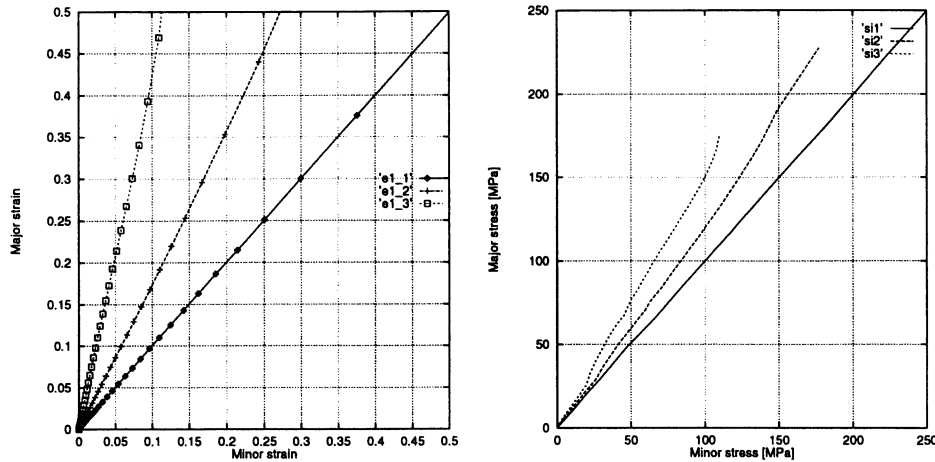 0.5
0.45
0.4
0.35
0.3
0.25
0.2
0.15
0.1
0.05
0
Major strain
'e1_1'
'e1_2'
'e1_3'
0 0.05 0.1 0.15 0.2 0.25 0.3 0.35 0.4 0.45 0.5
Minor strain
250
200
150
100
50
0
Major stress [MPa]
'si1'
'si2'
'si3'
0 50 100 150 200 250
Minor stress [MPa]